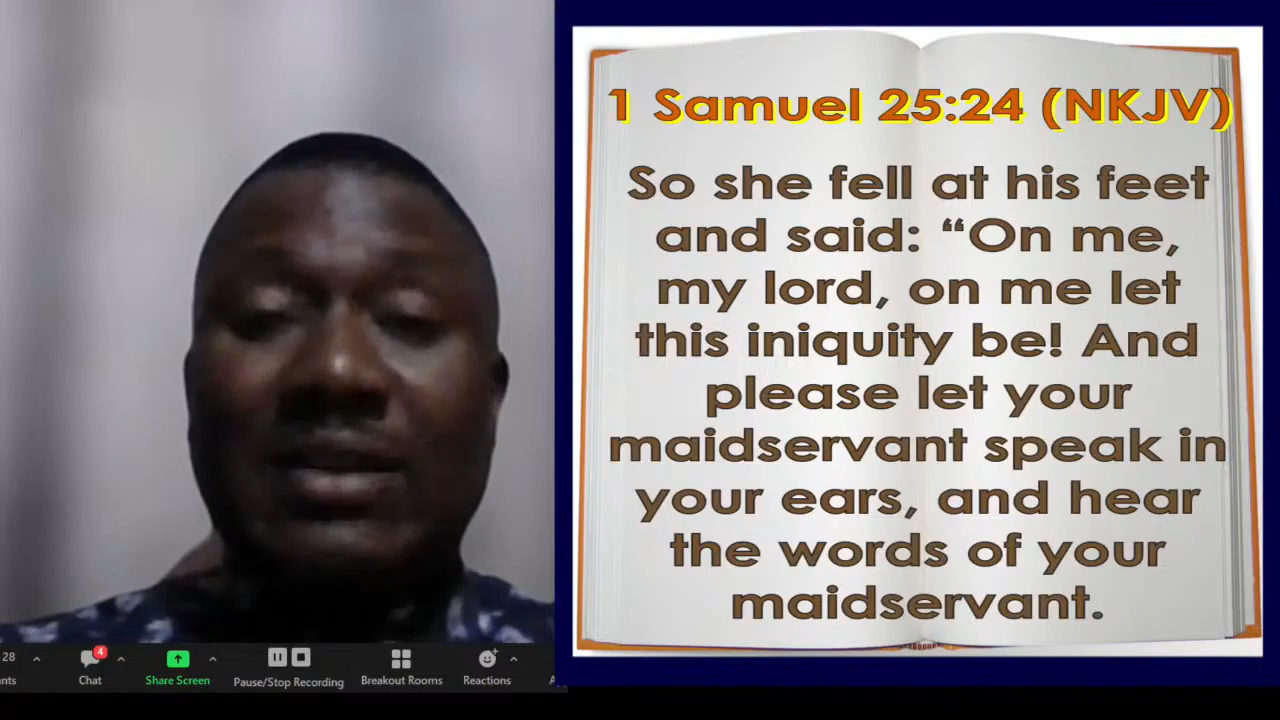 1 Samuel 25:24 (NKJV)
So she fell at his feet
and said: “On me,
my lord, on me let
this iniquity be! And
please let your
maidservant speak in
your ears, and hear
the words of your
maidservant.
28
4
nts
Chat
Share Screen
Pause/Stop Recording
Breakout Rooms
Reactions